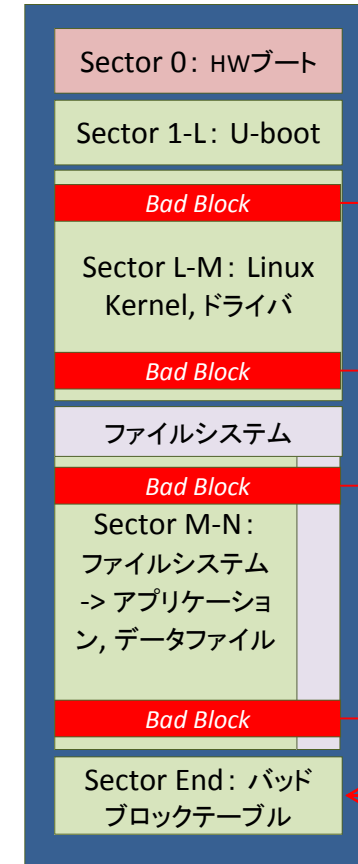 Sector 0: HWブート
Sector 1-L: U-boot
Bad Block
Sector L-M: Linux
Kernel, ドライバ
Bad Block
ファイルシステム
Bad Block
Sector M-N:
ファイルシステム
-> アプリケーショ
ン, データファイル
Bad Block
Sector End: バッド
ブロックテーブル